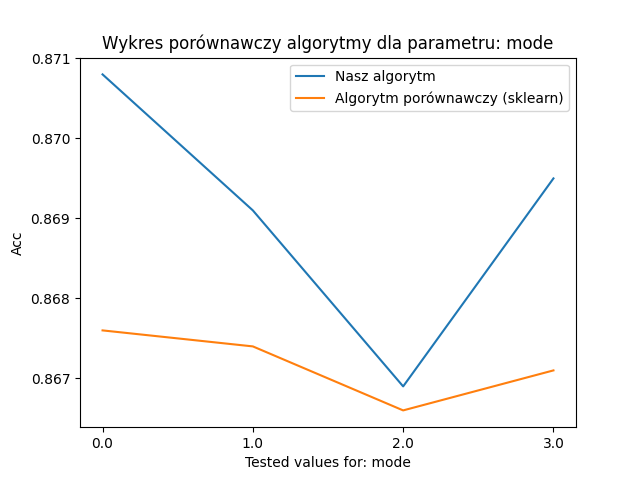 Wykres porównawczy algorytmy dla parametru: mode
Nasz algorytm
Algorytm porównawczy (sklearn)
Acc
0.871
0.870
0.869
0.868
0.867
0.0 1.0 2.0 3.0
Tested values for: mode